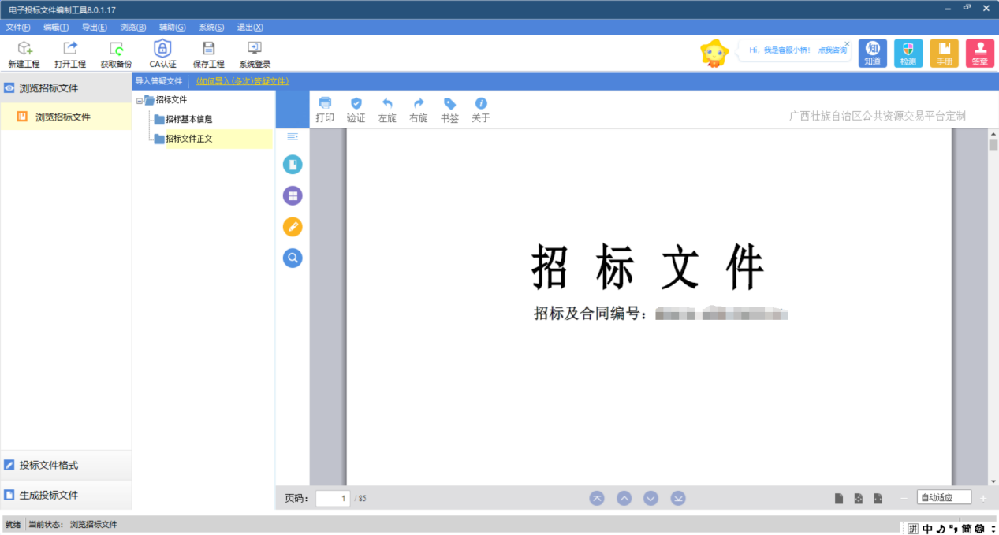 电子投标文件编制工具8.0.1.17
文件(F) 编辑(T) 导出(E) 浏览(B) 辅助(G) 系统(S) 退出(X)
新建工程 打开工程 获取备份 CA认证 保存工程 系统登录
Hi，我是客服小桥！ 点我咨询
知 知道 检测 手册 签章
浏览招标文件
导入答疑文件 (如何导入(多次)答疑文件)
浏览招标文件
招标文件
招标基本信息
招标文件正文
打印 验证 左旋 右旋 书签 关于
广西壮族自治区公共资源交易平台定制
招标文件
招标及合同编号：
投标文件格式
生成投标文件
页码： 1 / 85
自动适应
就绪 当前状态： 浏览招标文件
拼 中 简